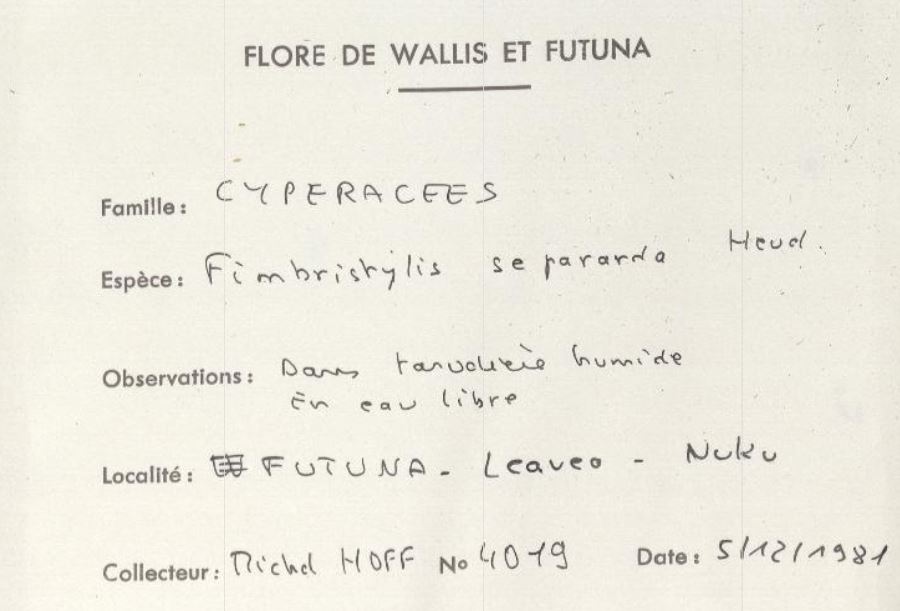 FLORE DE WALLIS ET FUTUNA
Famille: CYPERACEES
Espèce: Fimbristylis separanda Heud.
Observations: Dans tarodière humide
En eau libre
Localité: FUTUNA - Leaveo - Nuku
Collecteur: Michel HOFF No 4019 Date: 5/12/1981